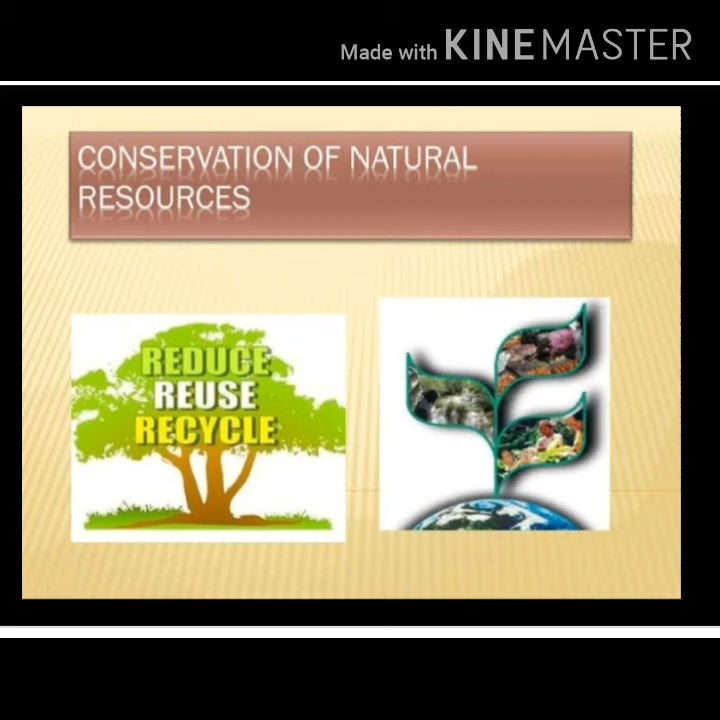 Made with KINEMASTER
CONSERVATION OF NATURAL
RESOURCES
REDUCE
REUSE
RECYCLE